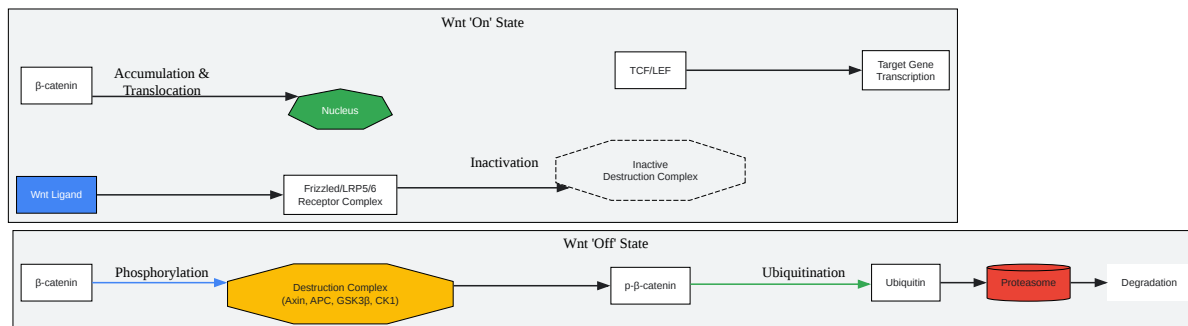 Wnt 'On' State
β-catenin
Accumulation &
Translocation
Nucleus
TCF/LEF
Target Gene
Transcription
Wnt Ligand
Frizzled/LRP5/6
Receptor Complex
Inactivation
Inactive
Destruction Complex
Wnt 'Off' State
β-catenin
Phosphorylation
Destruction Complex
(Axin, APC, GSK3β, CK1)
p-β-catenin
Ubiquitination
Ubiquitin
Proteasome
Degradation